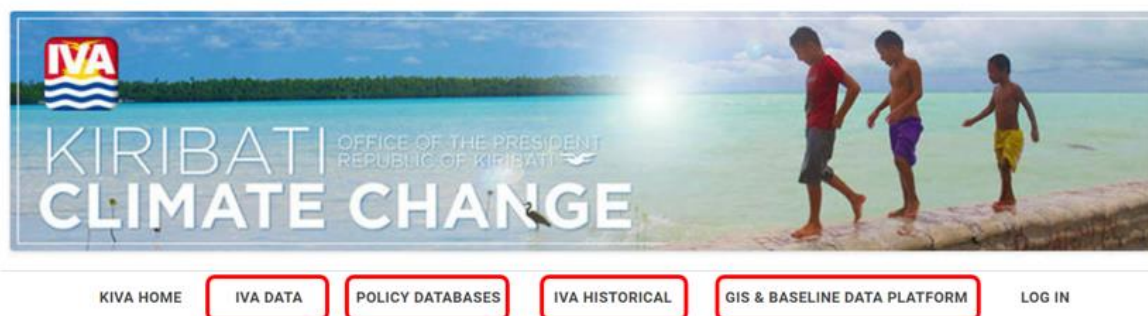 IVA
KIRIBATI OFFICE OF THE PRESIDENT
REPUBLIC OF KIRIBATI
CLIMATE CHANGE
KIVA HOME IVA DATA POLICY DATABASES IVA HISTORICAL GIS & BASELINE DATA PLATFORM LOG IN